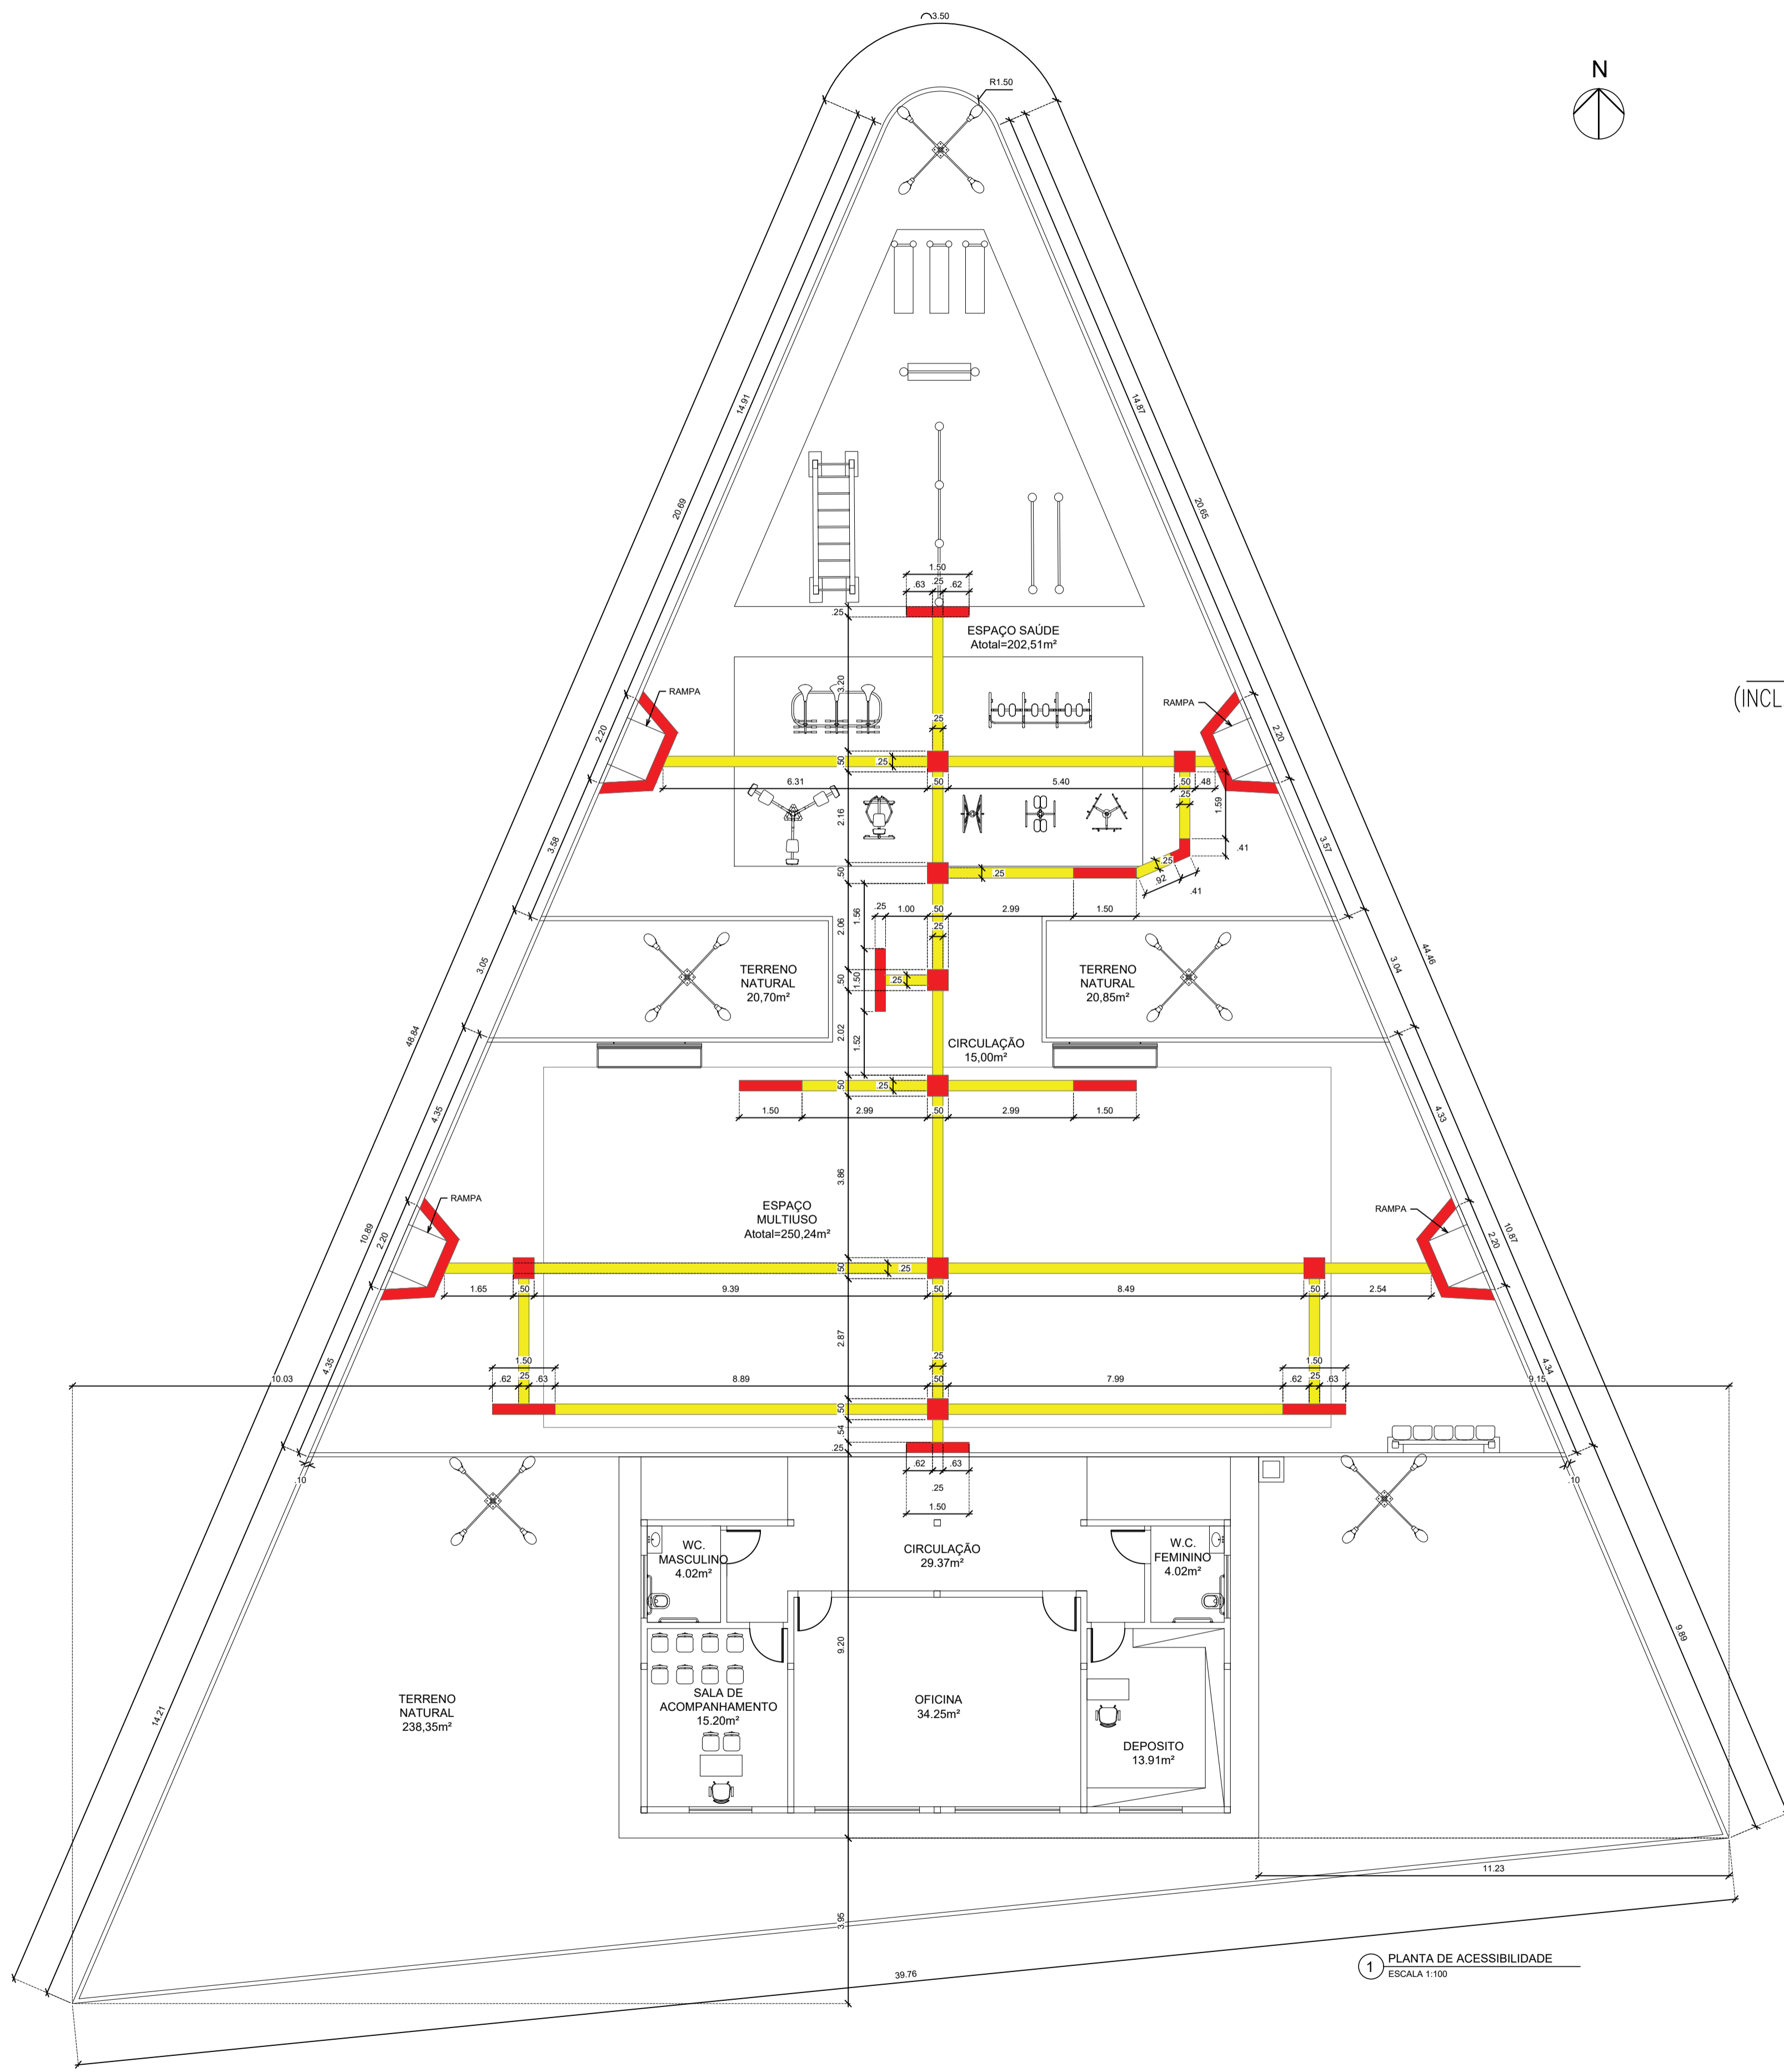 3.50
R1.50
N
14.91
14.87
20.69
20.65
1.50
.63
.25
.62
.25
ESPAÇO SAÚDE
Atotal=202,51m²
3.20
RAMPA
RAMPA
(INCL
.25
2.20
2.20
.50
.25
6.31
.50
5.40
.50
.48
.25
1.59
2.16
3.58
3.57
.41
.50
.25
.25
.92
.41
.25
1.00
.50
2.99
1.50
1.56
2.06
.25
3.05
3.04
44.46
TERRENO
NATURAL
20,70m²
TERRENO
NATURAL
20,85m²
.50
1.50
.25
48.84
2.02
1.52
CIRCULAÇÃO
15,00m²
.50
.25
1.50
2.99
.50
2.99
1.50
4.35
4.33
3.86
RAMPA
RAMPA
ESPAÇO
MULTIUSO
Atotal=250,24m²
10.89
2.20
10.87
2.20
.50
.25
1.65
.50
9.39
.50
8.49
.50
2.54
2.87
.25
4.35
4.34
1.50
1.50
10.03
.62
.25
.63
8.89
.50
7.99
.62
.25
.63
9.15
.50
.54
.25
.10
.62
.63
.10
.25
1.50
WC.
MASCULINO
4.02m²
CIRCULAÇÃO
29.37m²
W.C.
FEMININO
4.02m²
9.20
9.89
14.21
TERRENO
NATURAL
238,35m²
SALA DE
ACOMPANHAMENTO
15.20m²
OFICINA
34.25m²
DEPOSITO
13.91m²
11.23
3.95
39.76
1
PLANTA DE ACESSIBILIDADE
ESCALA 1:100